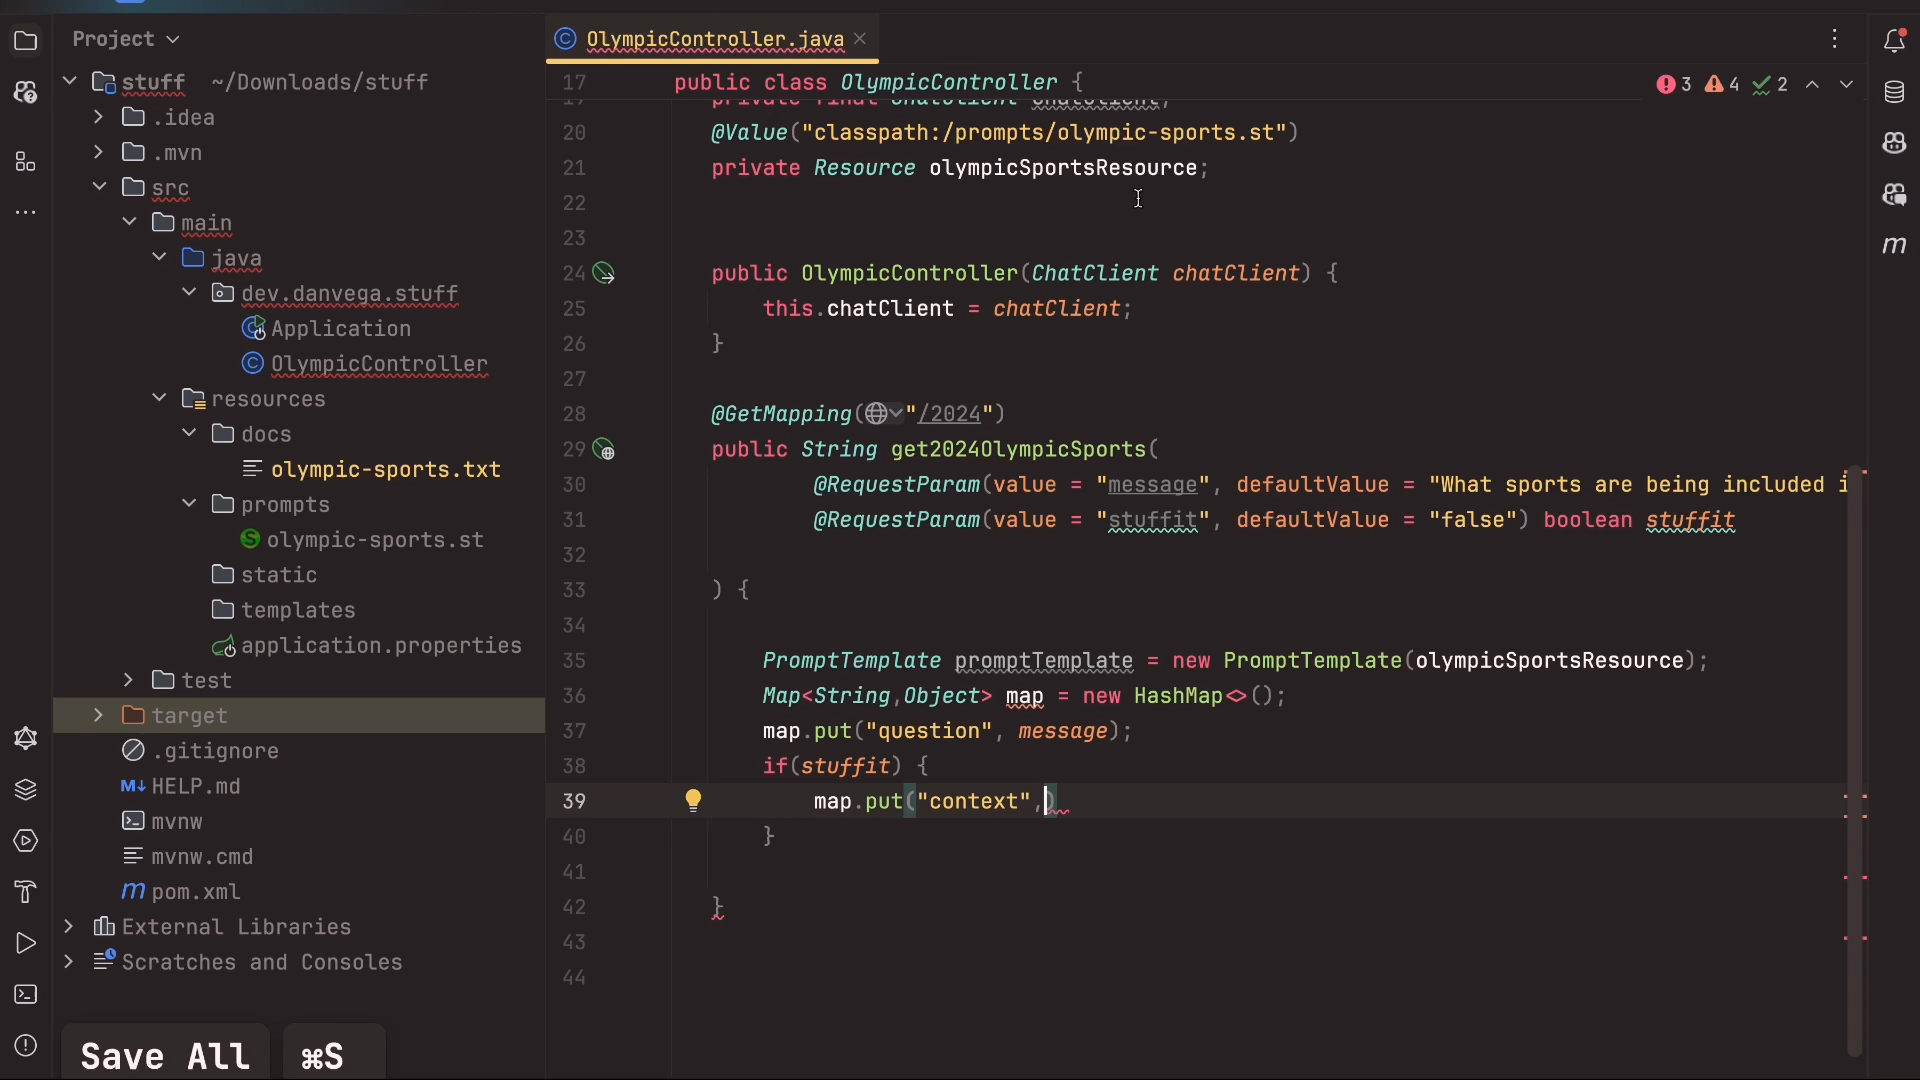 Project
stuff ~/Downloads/stuff
.idea
.mvn
src
main
java
dev.danvega.stuff
Application
OlympicController
resources
docs
olympic-sports.txt
prompts
olympic-sports.st
static
templates
application.properties
test
target
.gitignore
HELP.md
mvnw
mvnw.cmd
pom.xml
External Libraries
Scratches and Consoles
Save All ⌘S
OlympicController.java
3 4 2
17 public class OlympicController {
private final ChatClient chatClient;
20 @Value("classpath:/prompts/olympic-sports.st")
21 private Resource olympicSportsResource;
22
23
24 public OlympicController(ChatClient chatClient) {
25 this.chatClient = chatClient;
26 }
27
28 @GetMapping("/2024")
29 public String get2024OlympicSports(
30 @RequestParam(value = "message", defaultValue = "What sports are being included i
31 @RequestParam(value = "stuffit", defaultValue = "false") boolean stuffit
32
33 ) {
34
35 PromptTemplate promptTemplate = new PromptTemplate(olympicSportsResource);
36 Map<String,Object> map = new HashMap<>();
37 map.put("question", message);
38 if(stuffit) {
39 map.put("context",)
40 }
41
42 }
43
44